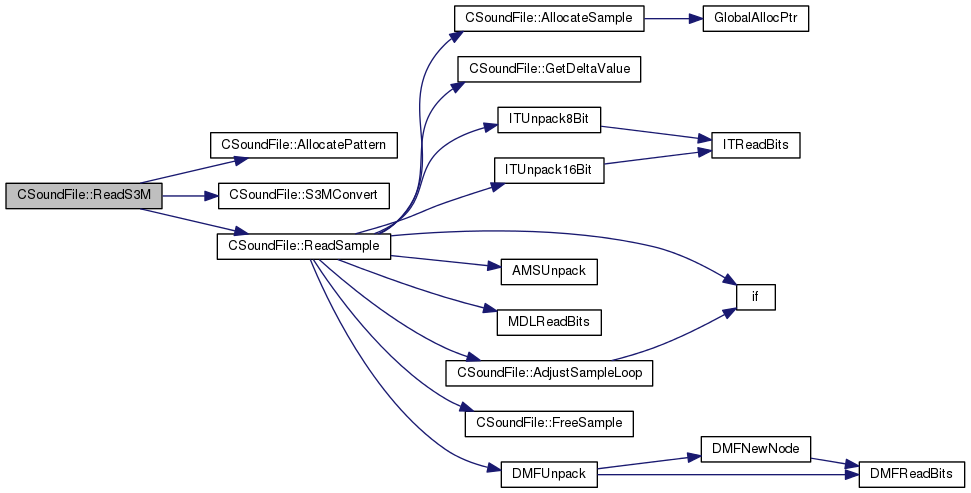 CSoundFile::AllocateSample
GlobalAllocPtr
CSoundFile::GetDeltaValue
ITUnpack8Bit
CSoundFile::AllocatePattern
ITReadBits
ITUnpack16Bit
CSoundFile::ReadS3M
CSoundFile::S3MConvert
CSoundFile::ReadSample
AMSUnpack
if
MDLReadBits
CSoundFile::AdjustSampleLoop
CSoundFile::FreeSample
DMFNewNode
DMFUnpack
DMFReadBits